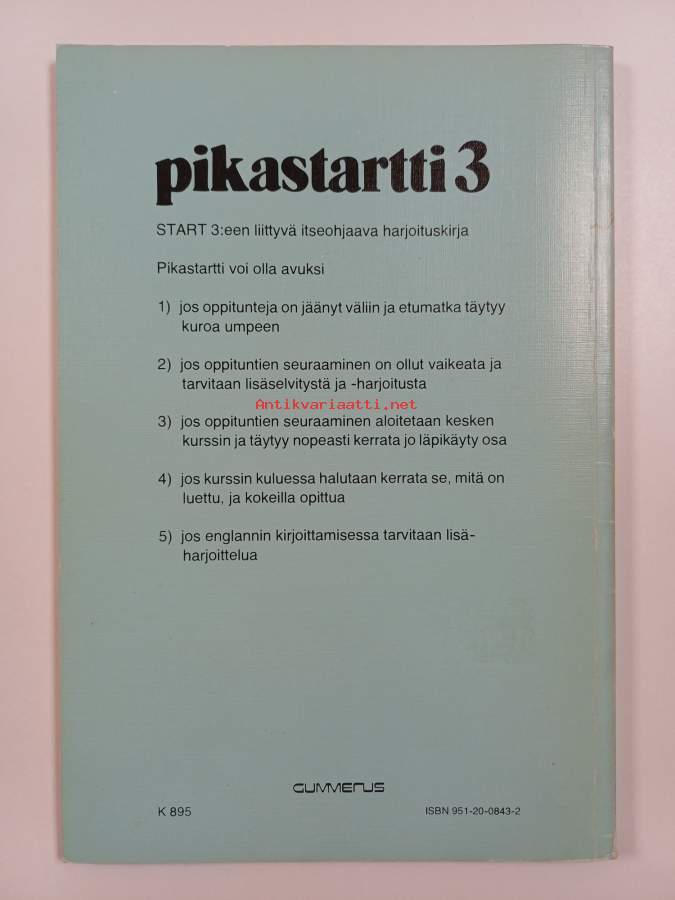 pikastartti 3
START 3:een liittyvä itseohjaava harjoituskirja
Pikastartti voi olla avuksi
1) jos oppitunteja on jäänyt väliin ja etumatka täytyy
kuroa umpeen
2) jos oppituntien seuraaminen on ollut vaikeata ja
tarvitaan lisäselvitystä ja -harjoitusta
Antikvariaatti.net
3) jos oppituntien seuraaminen aloitetaan kesken
kurssin ja täytyy nopeasti kerrata jo läpikäyty osa
4) jos kurssin kuluessa halutaan kerrata se, mitä on
luettu, ja kokeilla opittua
5) jos englannin kirjoittamisessa tarvitaan lisä-
harjoittelua
GUMMERUS
K 895
ISBN 951-20-0843-2